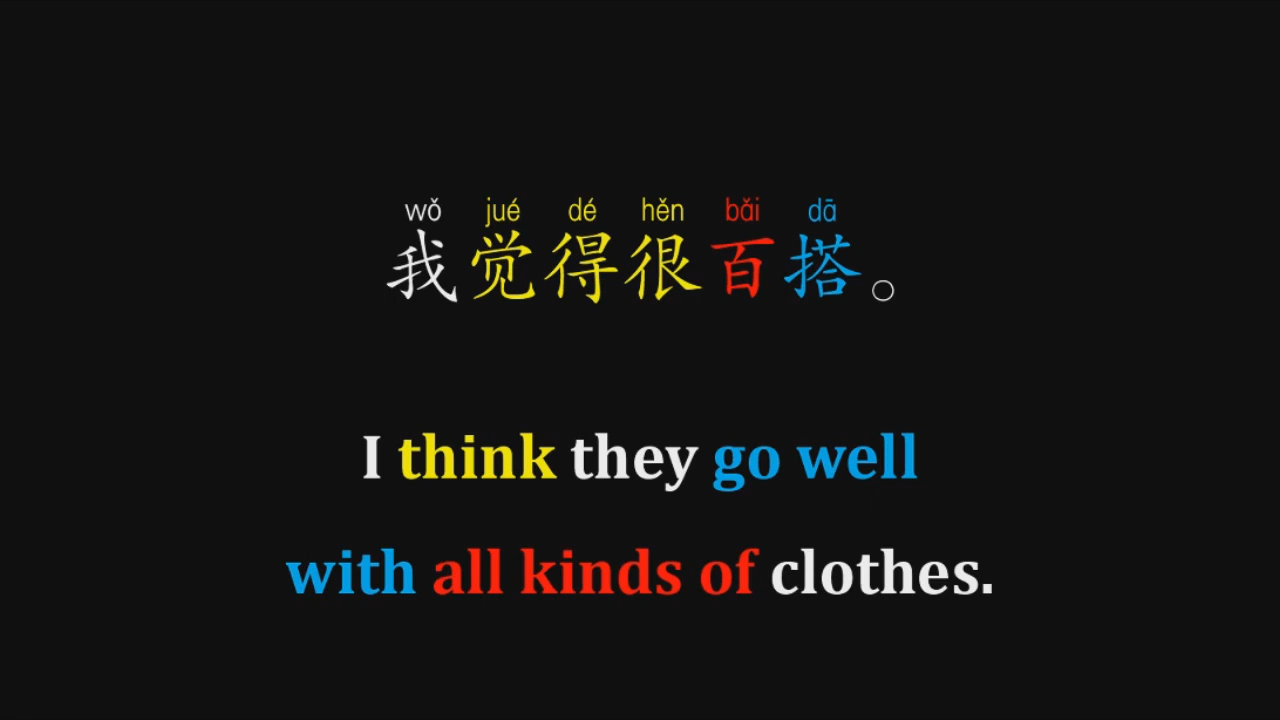 wǒ jué dé hěn bǎi dā
我觉得很百搭。
I think they go well
with all kinds of clothes.